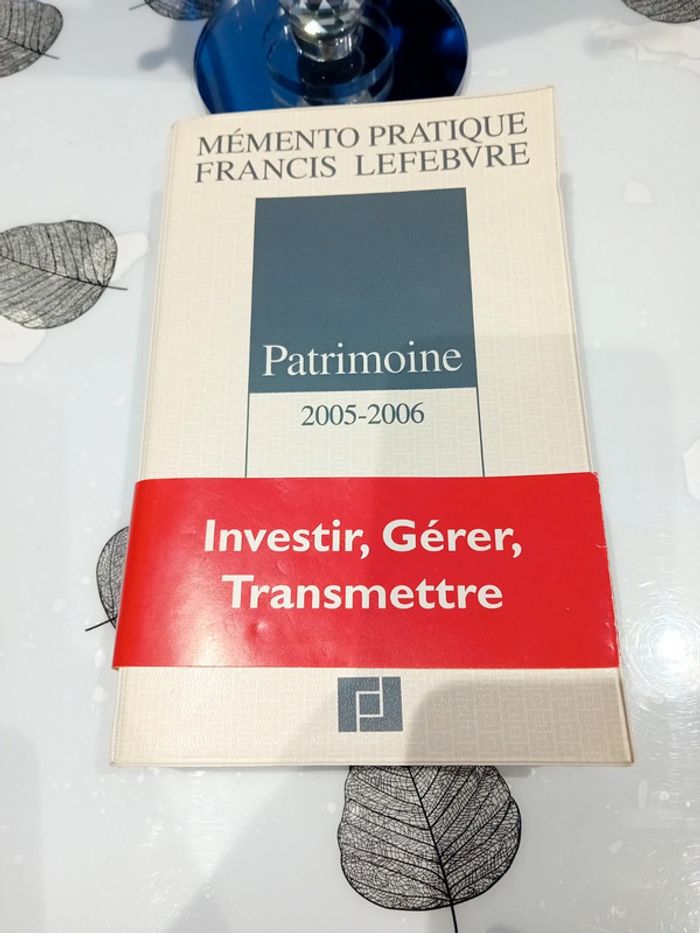 MÉMENTO PRATIQUE
FRANCIS LEFEBVRE
Patrimoine
2005-2006
Investir, Gérer,
Transmettre